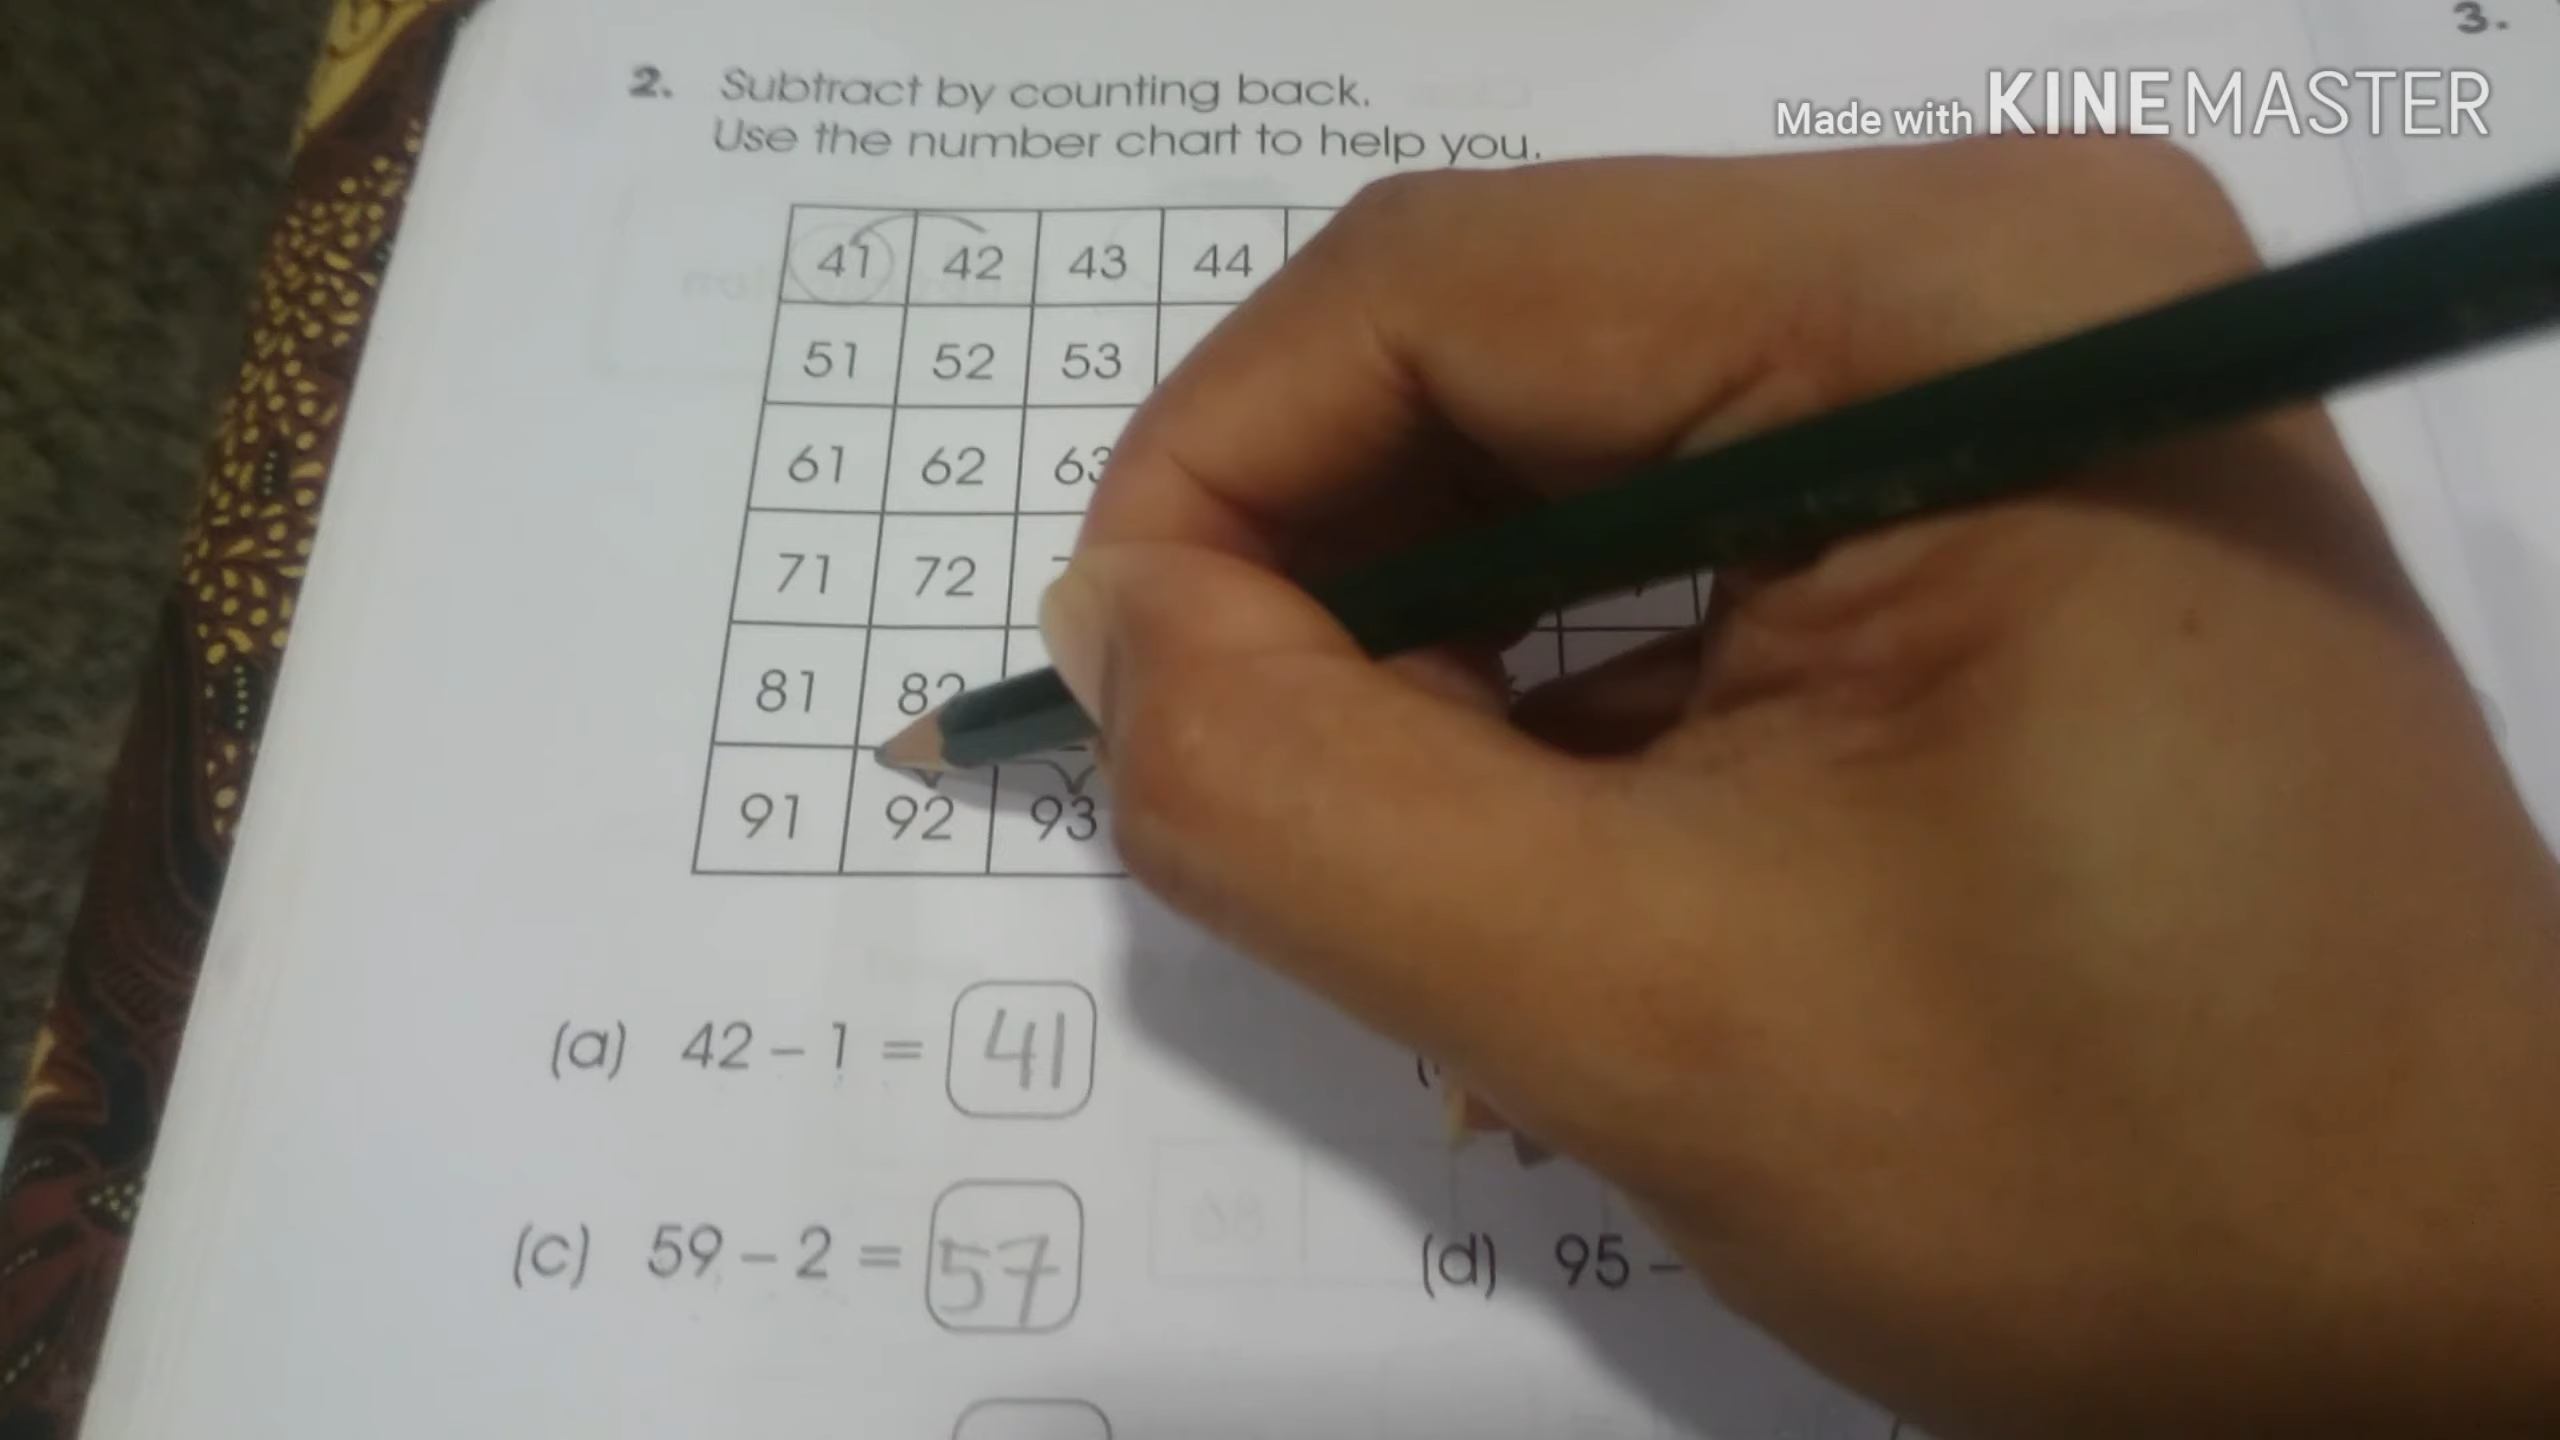 3.
Made with KINEMASTER
2. Subtract by counting back.
Use the number chart to help you.
41 42 43 44
51 52 53
61 62 63
71 72
81 82
91 92 93
(a) 42 – 1 = 41
(c) 59 – 2 = 57
(d) 95 –